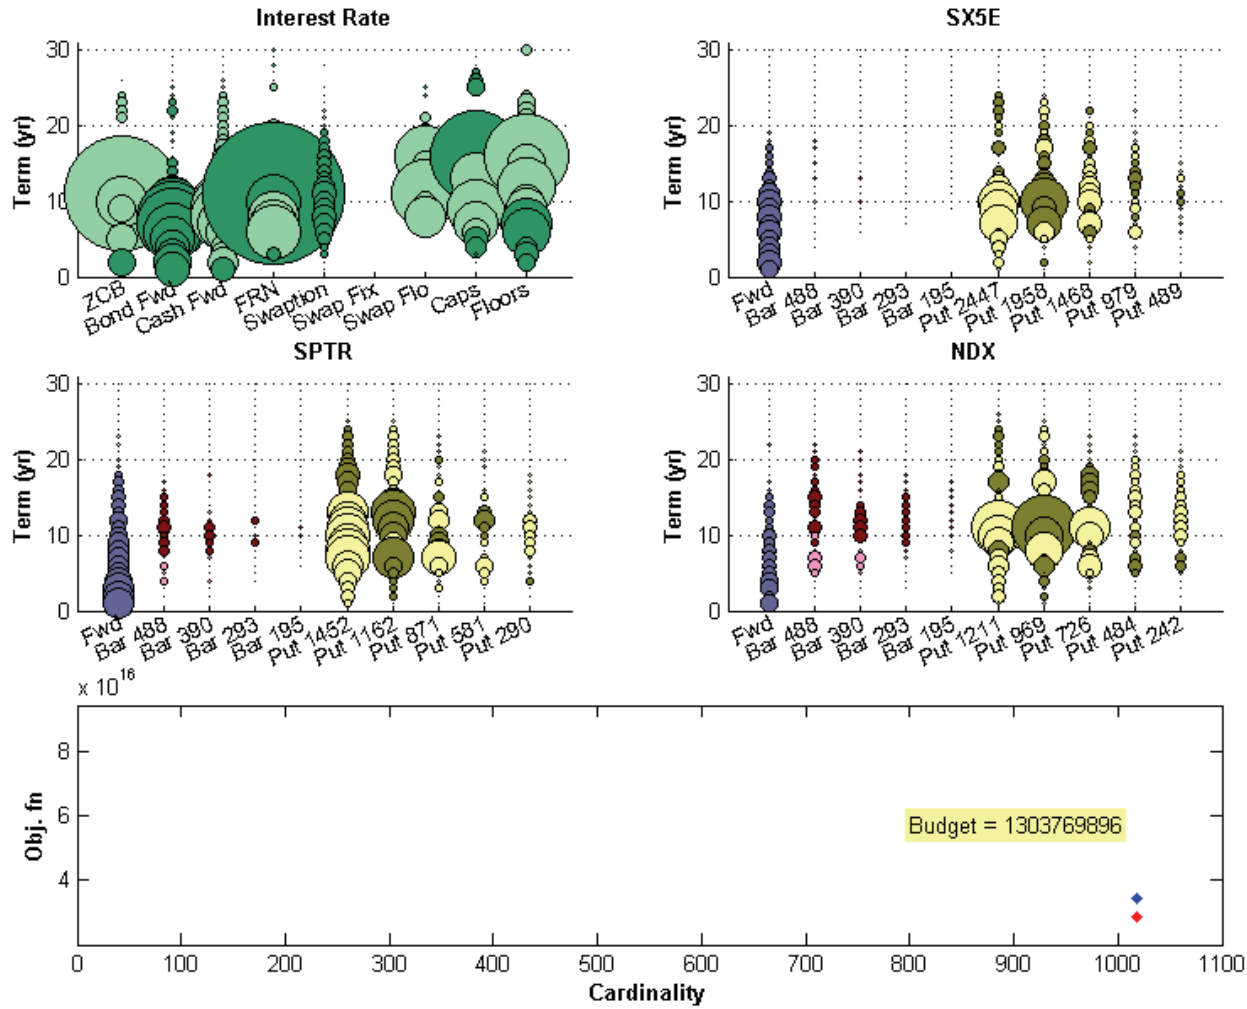 Interest Rate
Term (yr)
30
20
10
0
ZCB
Bond Fwd
Cash Fwd
FRN
Swaption
Swap Fix
Swap Flo
Caps
Floors
SX5E
Term (yr)
30
20
10
0
Fwd
Bar 488
Bar 390
Bar 293
Bar 195
Put 2447
Put 1958
Put 1468
Put 979
Put 489
SPTR
Term (yr)
30
20
10
0
Fwd
Bar 488
Bar 390
Bar 293
Bar 195
Put 1452
Put 1162
Put 871
Put 581
Put 290
NDX
Term (yr)
30
20
10
0
Fwd
Bar 488
Bar 390
Bar 293
Bar 195
Put 1211
Put 969
Put 726
Put 484
Put 242
x 10^16
Obj. fn
8
6
4
Budget = 1303769896
0 100 200 300 400 500 600 700 800 900 1000 1100
Cardinality